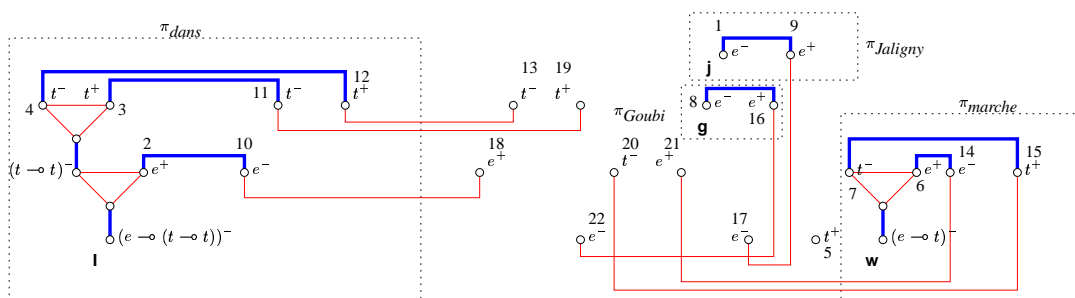 1 9
π_dans e⁻ e⁺ π_Jaligny
12 13 19 j
4 t⁻ t⁺ 3 11 t⁻ t⁺ t⁻ t⁺ π_Goubi 8 e⁻ e⁺ π_marche
g 16
2 10 18 20 21 14 15
(t ⊸ t)⁻ e⁺ e⁻ e⁺ t⁻ e⁺ t⁻ e⁺ e⁻ t⁺
7 6
22 17
(e ⊸ (t ⊸ t))⁻ e⁻ e⁻ t⁺ (e ⊸ t)⁻
l 5 w